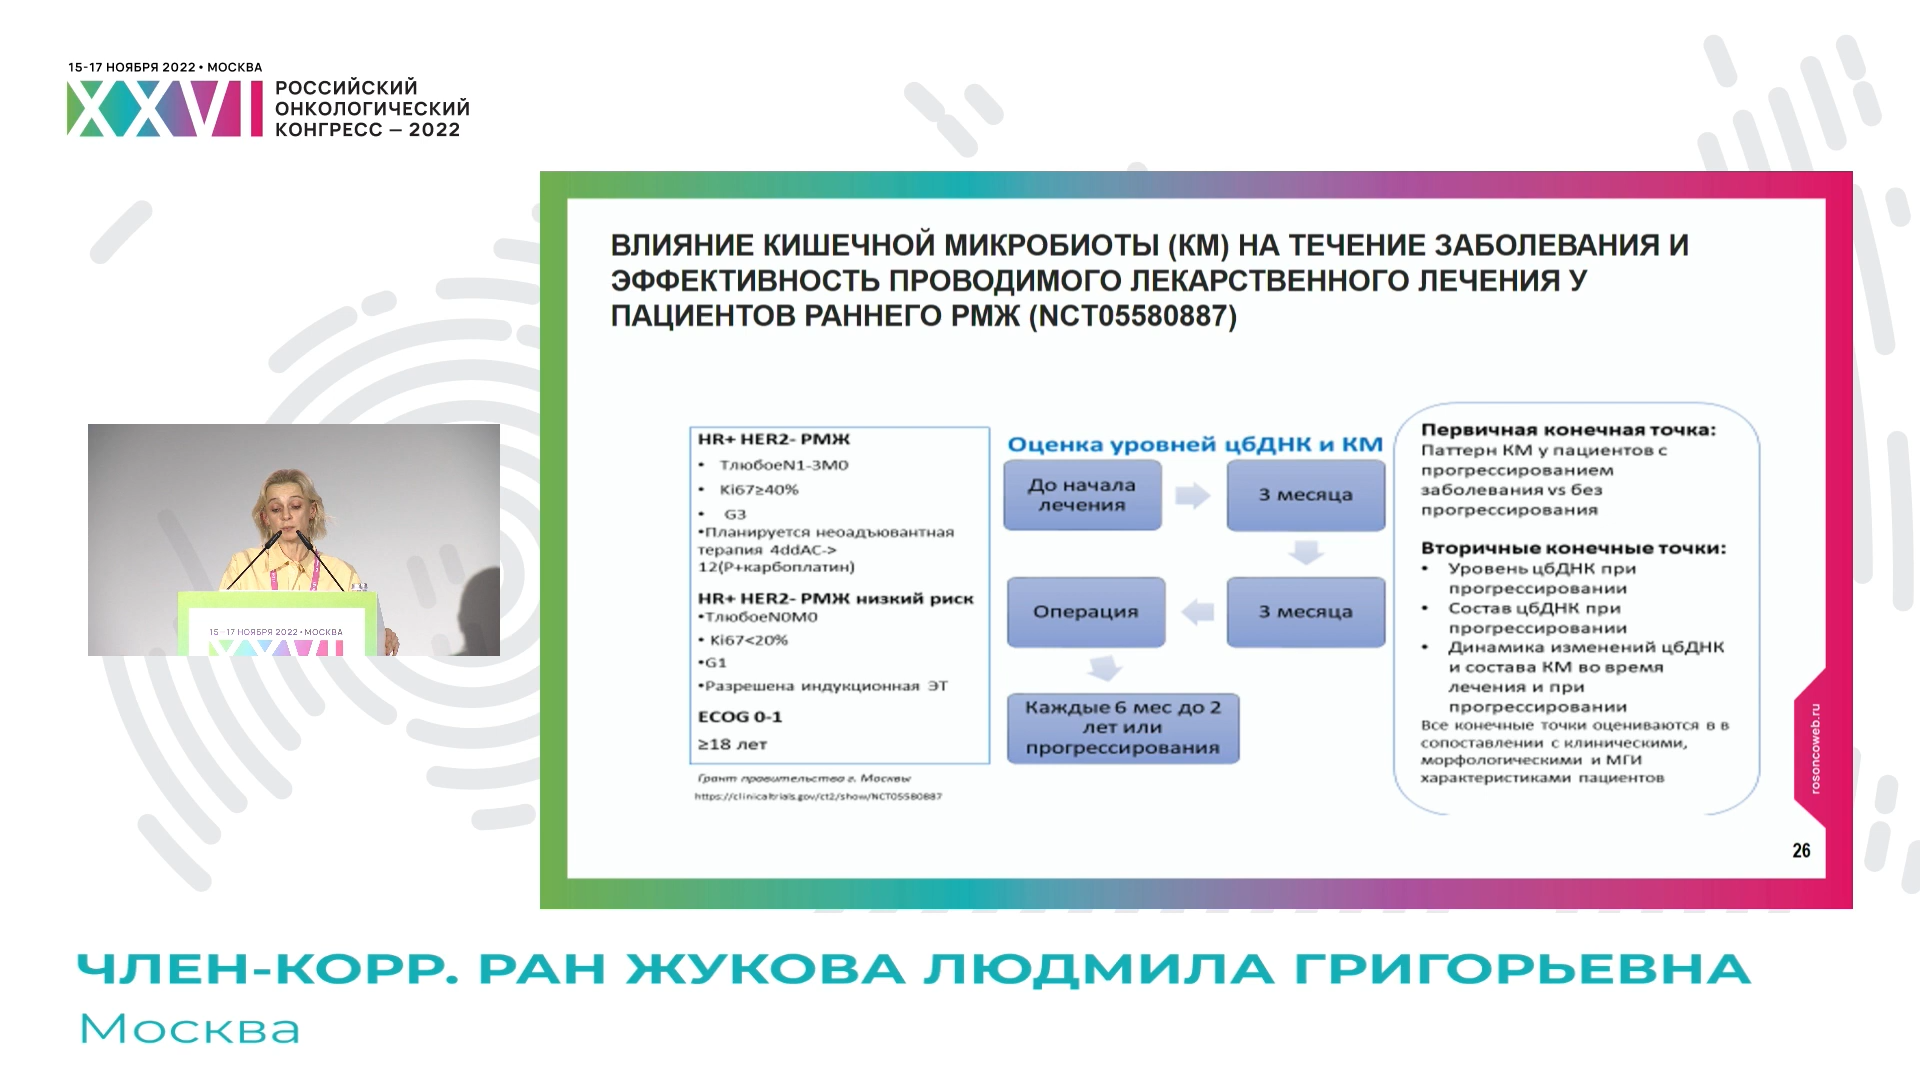 15-17 НОЯБРЯ 2022 • МОСКВА
XXVI
РОССИЙСКИЙ
ОНКОЛОГИЧЕСКИЙ
КОНГРЕСС – 2022
ВЛИЯНИЕ КИШЕЧНОЙ МИКРОБИОТЫ (КМ) НА ТЕЧЕНИЕ ЗАБОЛЕВАНИЯ И
ЭФФЕКТИВНОСТЬ ПРОВОДИМОГО ЛЕКАРСТВЕННОГО ЛЕЧЕНИЯ У
ПАЦИЕНТОВ РАННЕГО РМЖ (NCT05580887)
HR+ HER2- РМЖ
• TлюбоеN1-3M0
• Ki67≥40%
• G3
•Планируется неоадъювантная
терапия 4ddAC->
12(P+карбоплатин)
HR+ HER2- РМЖ низкий риск
•TлюбоеN0M0
• Ki67<20%
•G1
•Разрешена индукционная ЭТ
ECOG 0-1
≥18 лет
Грант правительства г. Москвы
https://clinicaltrials.gov/ct2/show/NCT05580887
Оценка уровней цбДНК и КМ
До начала
лечения
3 месяца
Операция
3 месяца
Каждые 6 мес до 2
лет или
прогрессирования
Первичная конечная точка:
Паттерн КМ у пациентов с
прогрессированием
заболевания vs без
прогрессирования
Вторичные конечные точки:
• Уровень цбДНК при
прогрессировании
• Состав цбДНК при
прогрессировании
• Динамика изменений цбДНК
и состава КМ во время
лечения и при
прогрессировании
Все конечные точки оцениваются в в
сопоставлении с клиническими,
морфологическими и МГИ
характеристиками пациентов
rosoncoweb.ru
26
15-17 НОЯБРЯ 2022 • МОСКВА
XXVI
ЧЛЕН-КОРР. РАН ЖУКОВА ЛЮДМИЛА ГРИГОРЬЕВНА
Москва